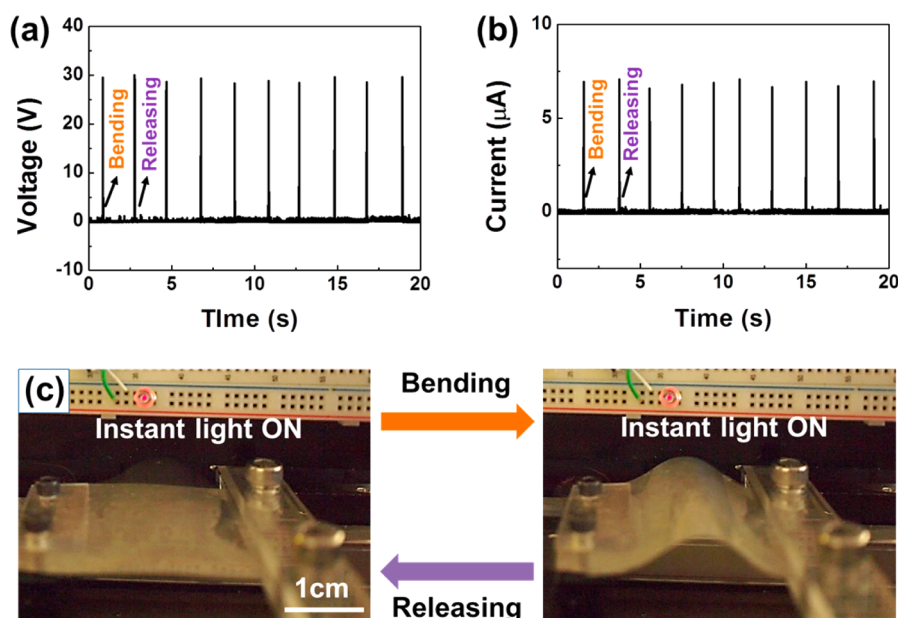 (a)
Voltage (V)
40
30
20
10
0
-10
Bending
Releasing
0
5
10
15
20
TIme (s)
(b)
Current (μA)
10
5
0
Bending
Releasing
0
5
10
15
20
Time (s)
(c)
Instant light ON
1cm
Bending
Releasing
Instant light ON